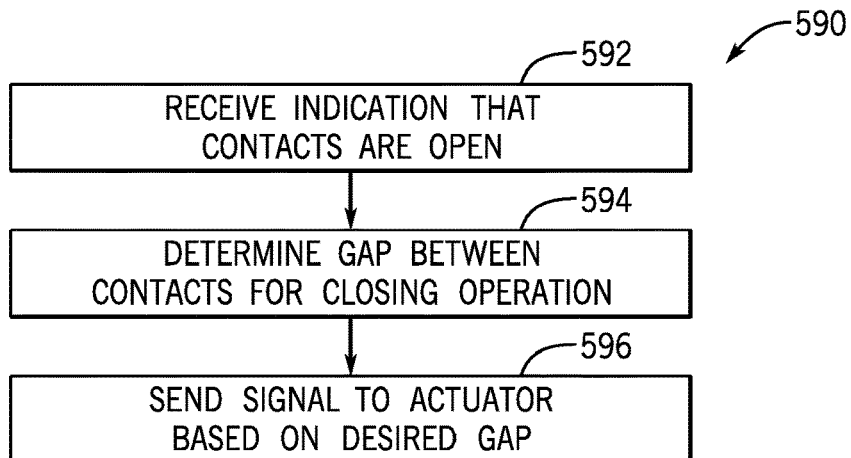 590
592
RECEIVE INDICATION THAT
CONTACTS ARE OPEN
594
DETERMINE GAP BETWEEN
CONTACTS FOR CLOSING OPERATION
596
SEND SIGNAL TO ACTUATOR
BASED ON DESIRED GAP